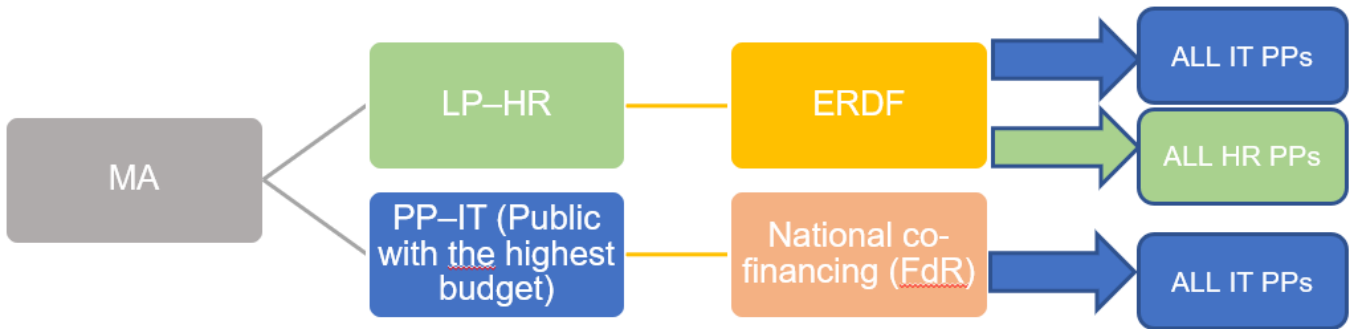 MA
LP–HR
ERDF
ALL IT PPs
ALL HR PPs
PP–IT (Public
with the highest
budget)
National co-
financing (FdR)
ALL IT PPs